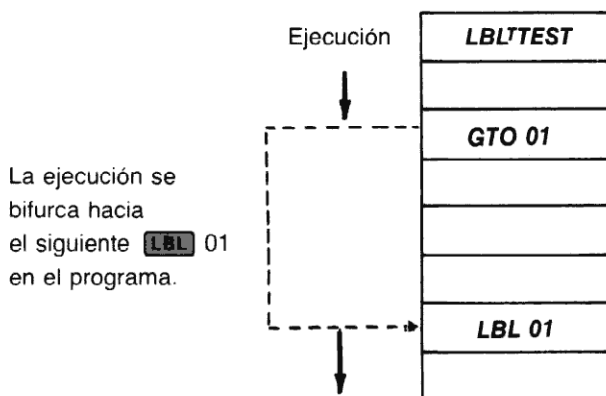 Ejecución
LBLᵀTEST
GTO 01
La ejecución se
bifurca hacia
el siguiente LBL 01
en el programa.
LBL 01